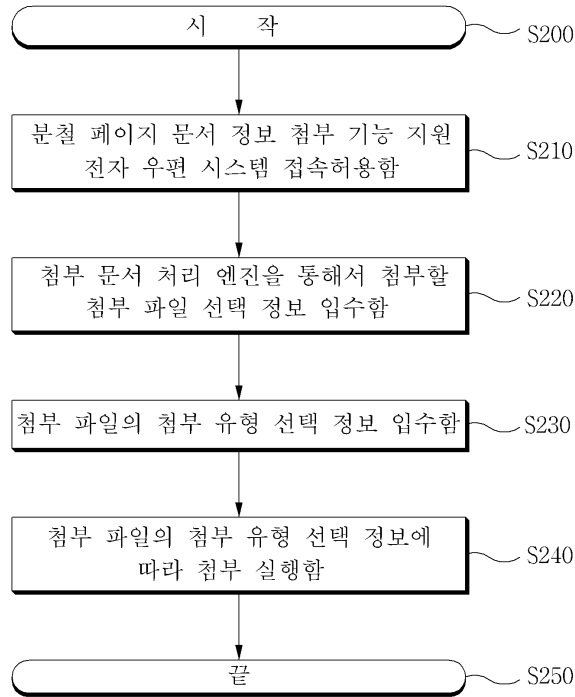 시 작
S200
분철 페이지 문서 정보 첨부 기능 지원
전자 우편 시스템 접속허용함
S210
첨부 문서 처리 엔진을 통해서 첨부할
첨부 파일 선택 정보 입수함
S220
첨부 파일의 첨부 유형 선택 정보 입수함
S230
첨부 파일의 첨부 유형 선택 정보에
따라 첨부 실행함
S240
끝
S250